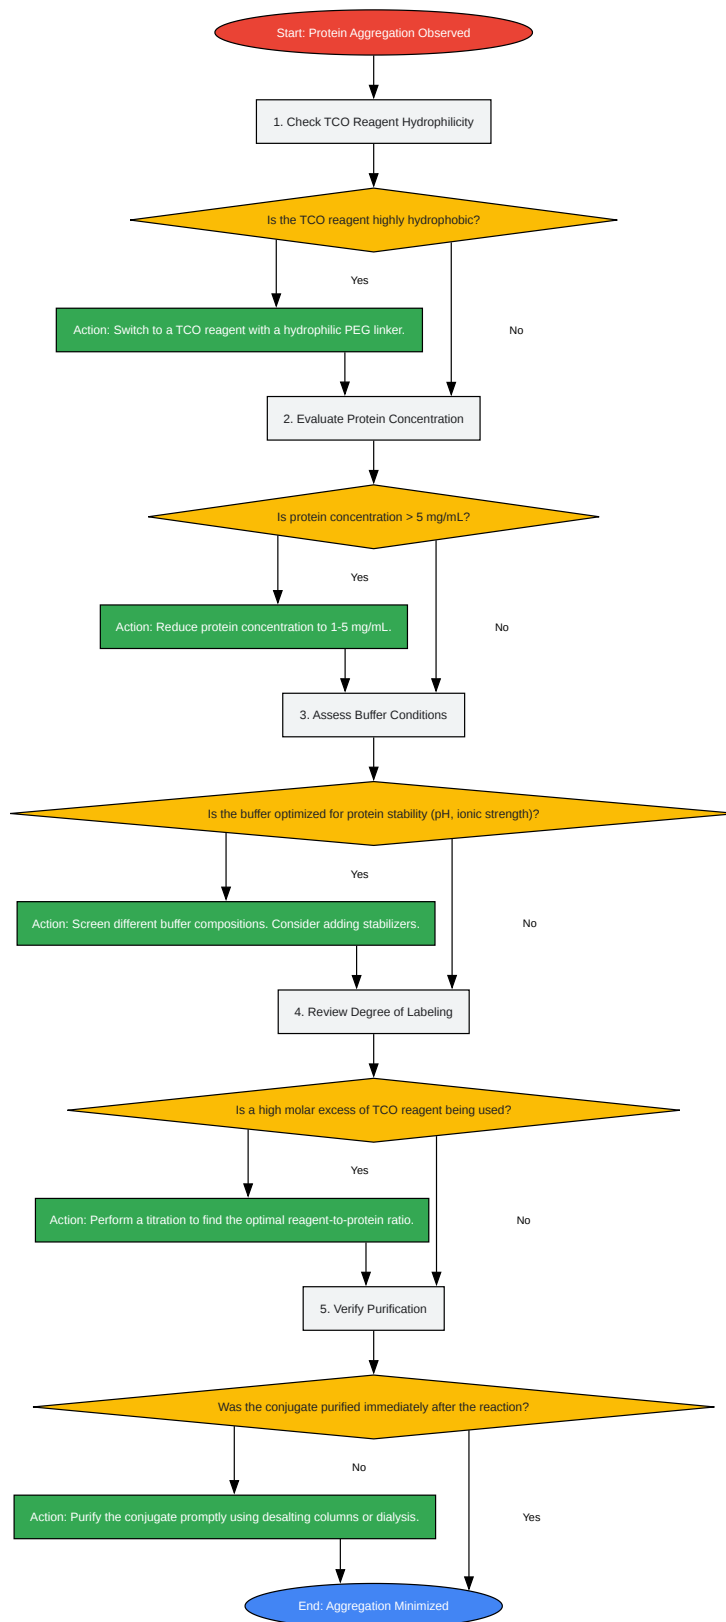 Start: Protein Aggregation Observed
1. Check TCO Reagent Hydrophilicity
Is the TCO reagent highly hydrophobic?
Yes
Action: Switch to a TCO reagent with a hydrophilic PEG linker.
No
2. Evaluate Protein Concentration
Is protein concentration > 5 mg/mL?
Yes
Action: Reduce protein concentration to 1-5 mg/mL.
No
3. Assess Buffer Conditions
Is the buffer optimized for protein stability (pH, ionic strength)?
Yes
Action: Screen different buffer compositions. Consider adding stabilizers.
No
4. Review Degree of Labeling
Is a high molar excess of TCO reagent being used?
Yes
Action: Perform a titration to find the optimal reagent-to-protein ratio.
No
5. Verify Purification
Was the conjugate purified immediately after the reaction?
No
Action: Purify the conjugate promptly using desalting columns or dialysis.
Yes
End: Aggregation Minimized